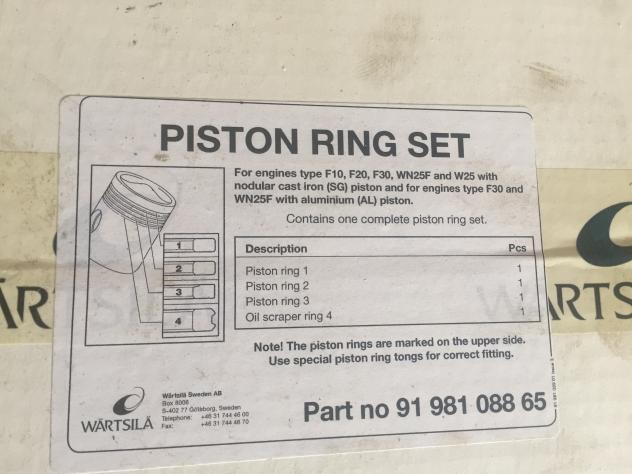 PISTON RING SET
For engines type F10, F20, F30, WN25F and W25 with
nodular cast iron (SG) piston and for engines type F30 and
WN25F with aluminium (AL) piston.
Contains one complete piston ring set.
1
2
3
4
Description Pcs
Piston ring 1 1
Piston ring 2 1
Piston ring 3 1
Oil scraper ring 4 1
Note! The piston rings are marked on the upper side.
Use special piston ring tongs for correct fitting.
WÄRTSILÄ
Wärtsilä Sweden AB
Box 8006
S-402 77 Göteborg, Sweden
Telephone: +46 31 744 46 00
Fax: +46 31 744 46 70
Part no 91 981 088 65
ÄR
WÄRTS